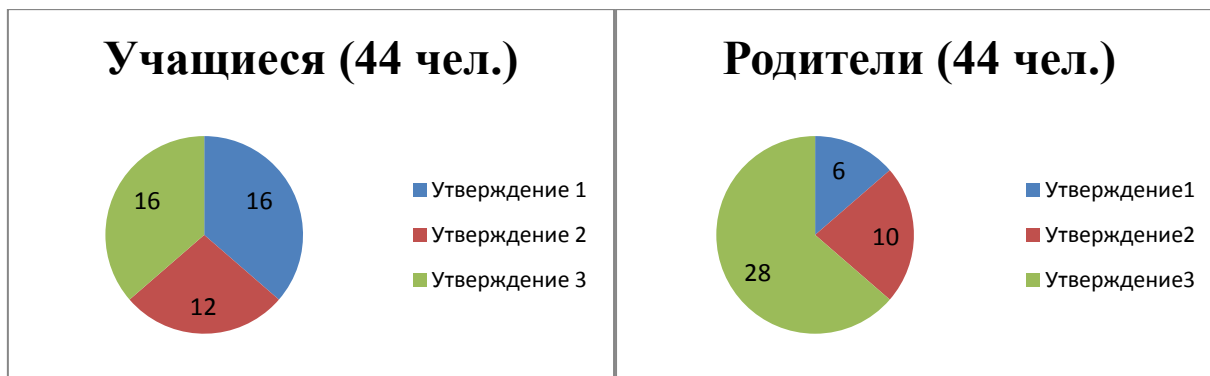 Учащиеся (44 чел.)
16
16
12
Утверждение 1
Утверждение 2
Утверждение 3
Родители (44 чел.)
6
10
28
Утверждение1
Утверждение2
Утверждение3